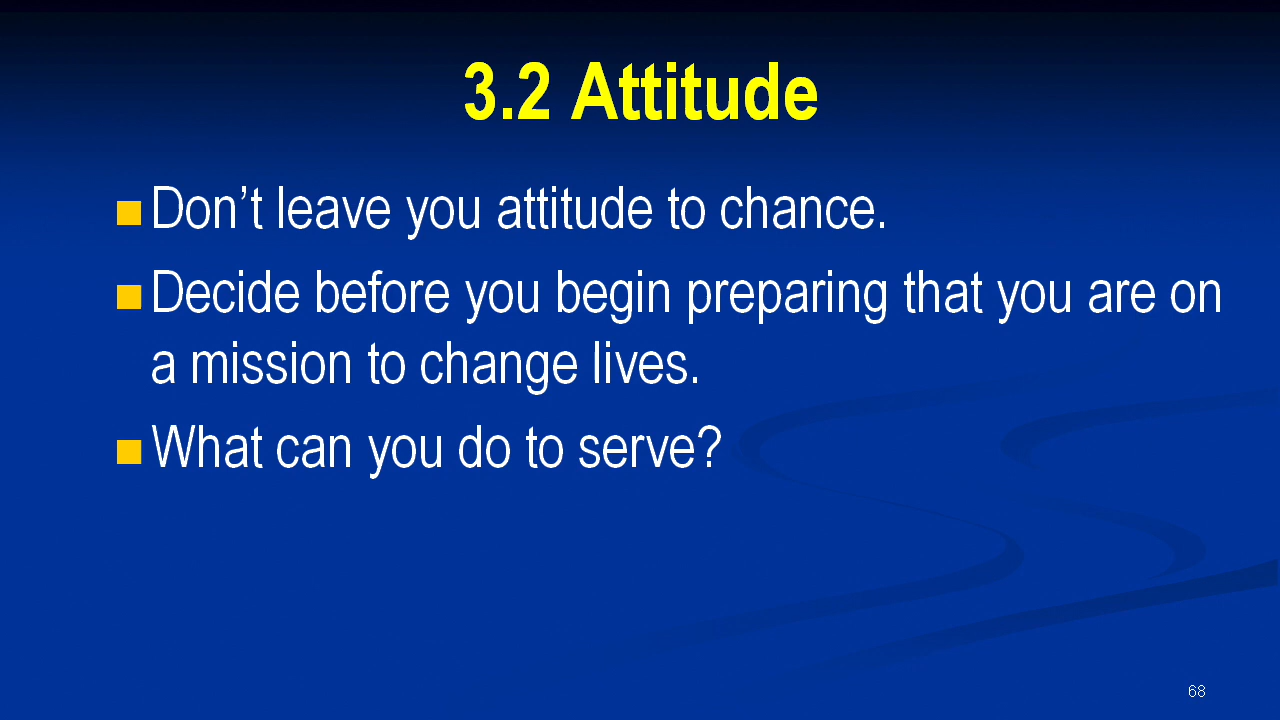 3.2 Attitude
Don’t leave you attitude to chance.
Decide before you begin preparing that you are on
a mission to change lives.
What can you do to serve?
68